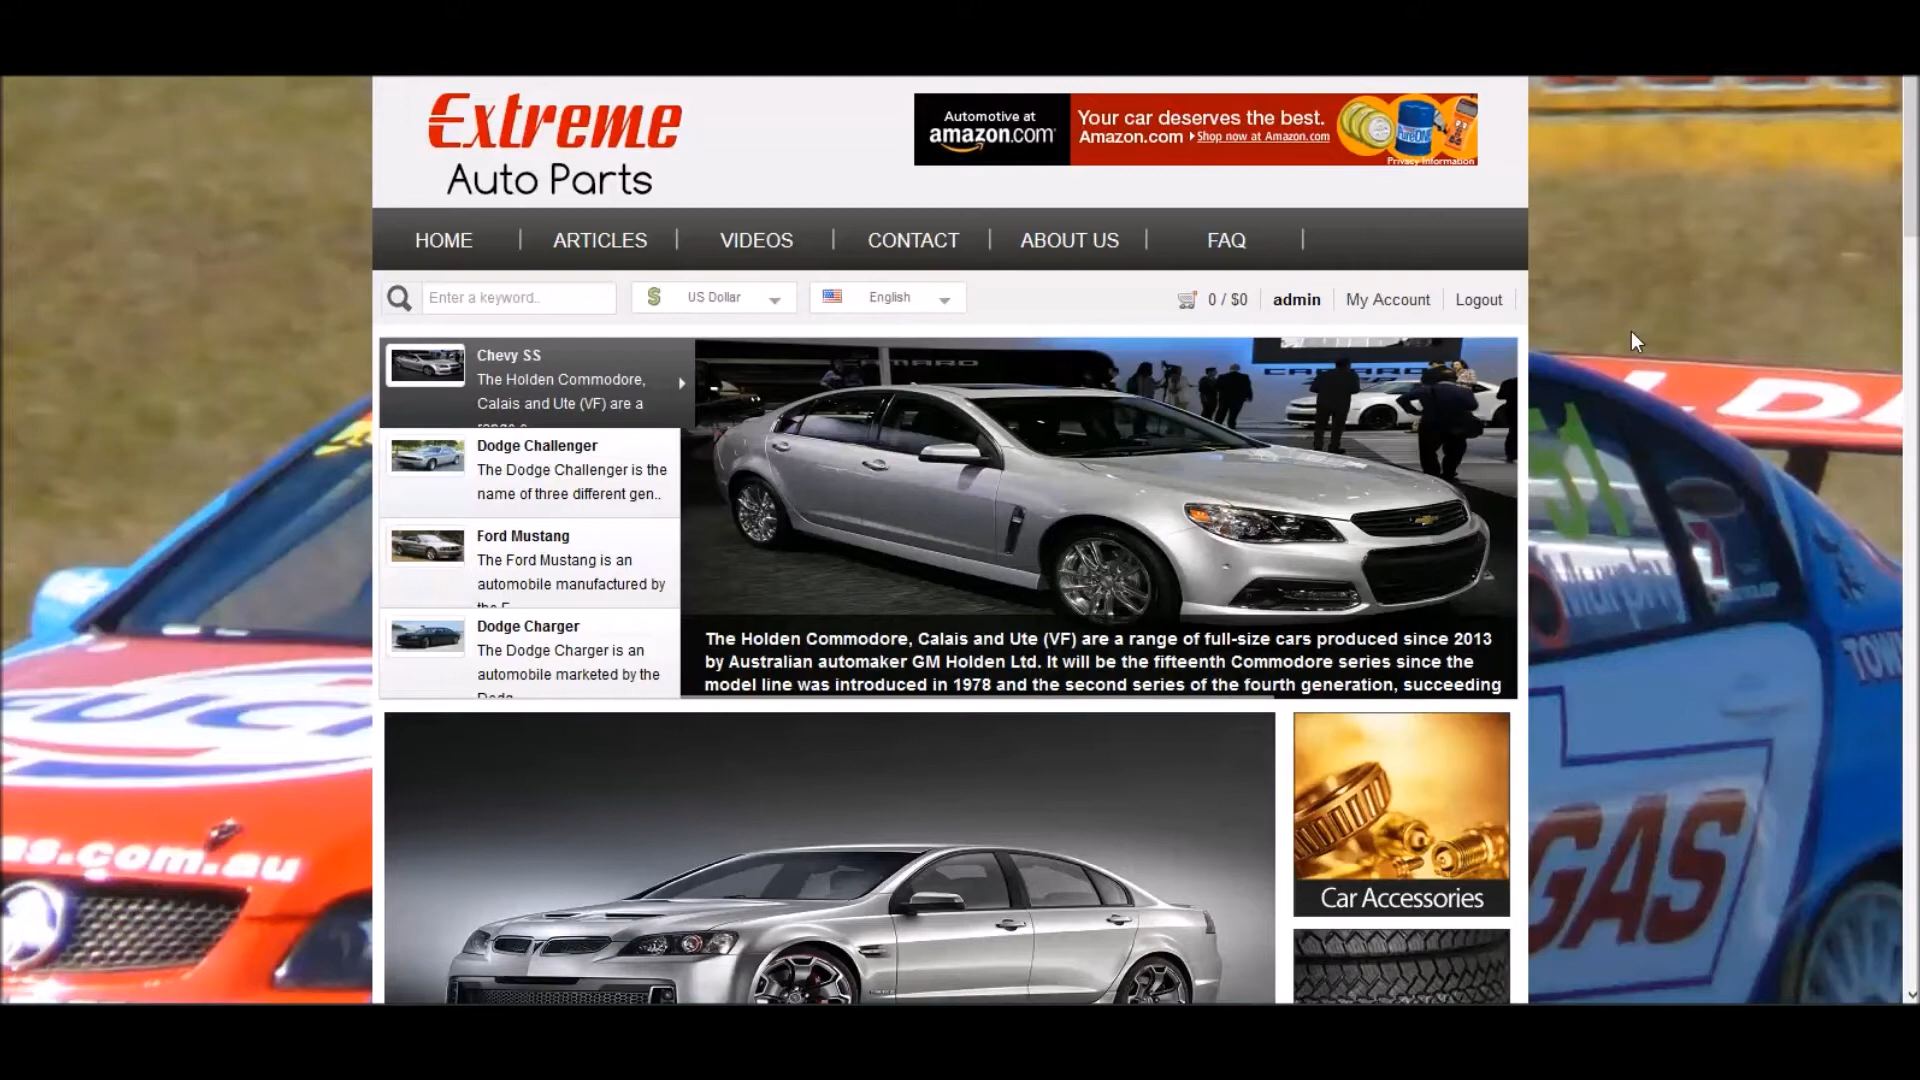 Extreme
Auto Parts
Automotive at
amazon.com
Your car deserves the best.
Amazon.com Shop now at Amazon.com
Privacy Information
HOME
ARTICLES
VIDEOS
CONTACT
ABOUT US
FAQ
Enter a keyword..
$ US Dollar
English
0 / $0
admin
My Account
Logout
Chevy SS
The Holden Commodore,
Calais and Ute (VF) are a
Dodge Challenger
The Dodge Challenger is the
name of three different gen..
Ford Mustang
The Ford Mustang is an
automobile manufactured by
Dodge Charger
The Dodge Charger is an
automobile marketed by the
CAMARO
The Holden Commodore, Calais and Ute (VF) are a range of full-size cars produced since 2013
by Australian automaker GM Holden Ltd. It will be the fifteenth Commodore series since the
model line was introduced in 1978 and the second series of the fourth generation, succeeding
Car Accessories
51
Murphy
TOWN
GAS
as.com.au